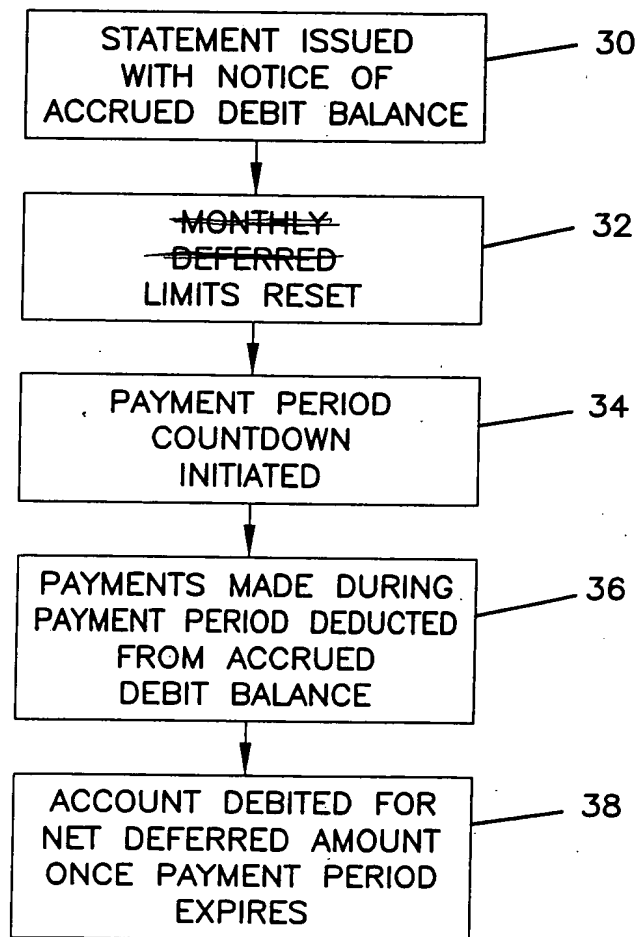 STATEMENT ISSUED
WITH NOTICE OF
ACCRUED DEBIT BALANCE
30
MONTHLY
DEFERRED
LIMITS RESET
32
PAYMENT PERIOD
COUNTDOWN
INITIATED
34
PAYMENTS MADE DURING
PAYMENT PERIOD DEDUCTED
FROM ACCRUED
DEBIT BALANCE
36
ACCOUNT DEBITED FOR
NET DEFERRED AMOUNT
ONCE PAYMENT PERIOD
EXPIRES
38